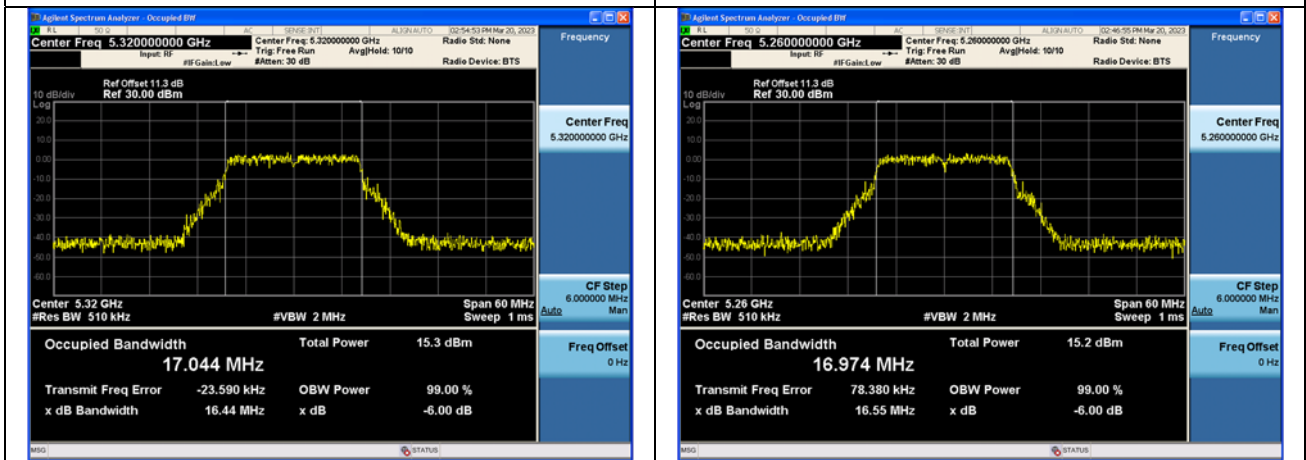 Agilent Spectrum Analyzer - Occupied BW
RL 50 Ω AC SENSE:INT ALIGN AUTO 02:54:53 PM Mar 20, 2023
Center Freq 5.320000000 GHz
Center Freq: 5.320000000 GHz
Radio Std: None
Input: RF
Trig: Free Run Avg|Hold: 10/10
#IFGain:Low
#Atten: 30 dB
Radio Device: BTS
Ref Offset 11.3 dB
10 dB/div Ref 30.00 dBm
Log
20.0
10.0
0.00
-10.0
-20.0
-30.0
-40.0
-50.0
-60.0
Center 5.32 GHz Span 60 MHz
#Res BW 510 kHz #VBW 2 MHz Sweep 1 ms
Occupied Bandwidth Total Power 15.3 dBm
17.044 MHz
Transmit Freq Error -23.590 kHz OBW Power 99.00 %
x dB Bandwidth 16.44 MHz x dB -6.00 dB
MSG STATUS
Frequency
Center Freq
5.320000000 GHz
CF Step
6.000000 MHz
Auto Man
Freq Offset
0 Hz
Agilent Spectrum Analyzer - Occupied BW
RL 50 Ω AC SENSE:INT ALIGN AUTO 02:46:55 PM Mar 20, 2023
Center Freq 5.260000000 GHz
Center Freq: 5.260000000 GHz
Radio Std: None
Input: RF
Trig: Free Run Avg|Hold: 10/10
#IFGain:Low
#Atten: 30 dB
Radio Device: BTS
Ref Offset 11.3 dB
10 dB/div Ref 30.00 dBm
Log
20.0
10.0
0.00
-10.0
-20.0
-30.0
-40.0
-50.0
-60.0
Center 5.26 GHz Span 60 MHz
#Res BW 510 kHz #VBW 2 MHz Sweep 1 ms
Occupied Bandwidth Total Power 15.2 dBm
16.974 MHz
Transmit Freq Error 78.380 kHz OBW Power 99.00 %
x dB Bandwidth 16.55 MHz x dB -6.00 dB
MSG STATUS
Frequency
Center Freq
5.260000000 GHz
CF Step
6.000000 MHz
Auto Man
Freq Offset
0 Hz